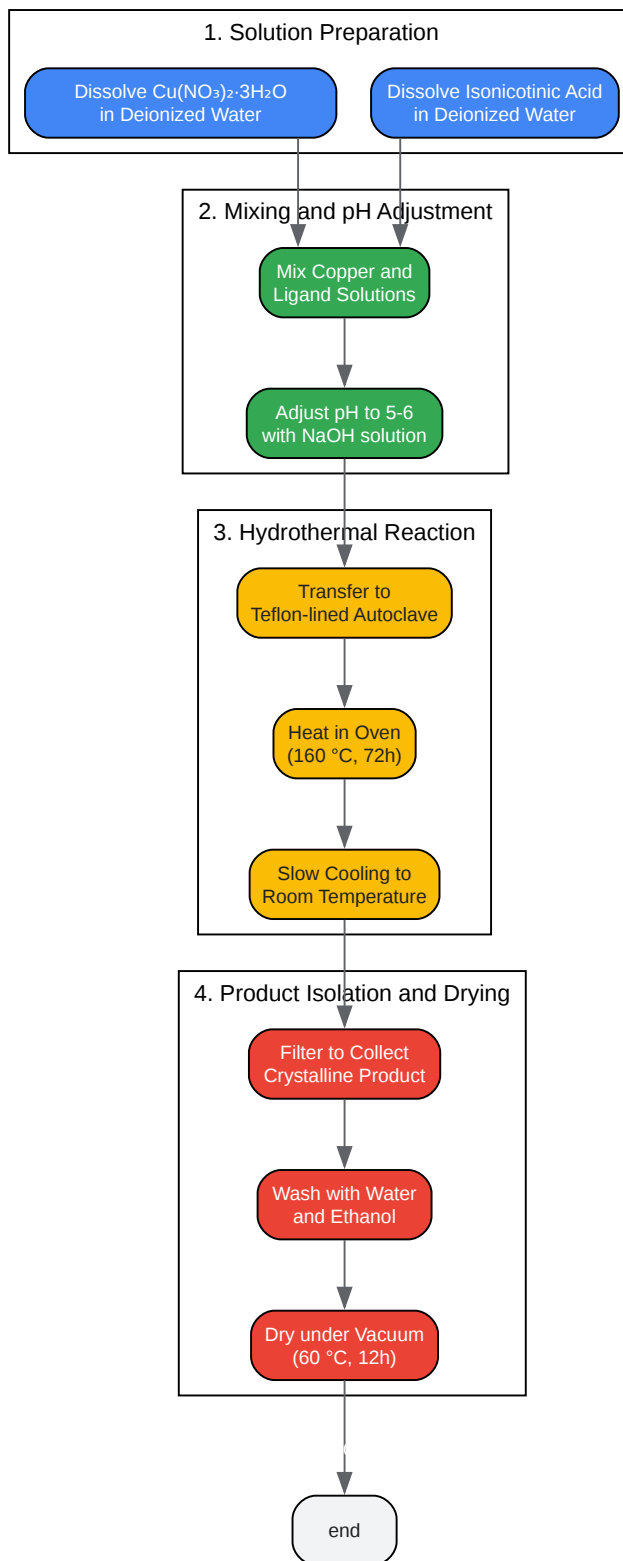 1. Solution Preparation
Dissolve Cu(NO₃)₂·3H₂O
in Deionized Water
Dissolve Isonicotinic Acid
in Deionized Water
2. Mixing and pH Adjustment
Mix Copper and
Ligand Solutions
Adjust pH to 5-6
with NaOH solution
3. Hydrothermal Reaction
Transfer to
Teflon-lined Autoclave
Heat in Oven
(160 °C, 72h)
Slow Cooling to
Room Temperature
4. Product Isolation and Drying
Filter to Collect
Crystalline Product
Wash with Water
and Ethanol
Dry under Vacuum
(60 °C, 12h)
end